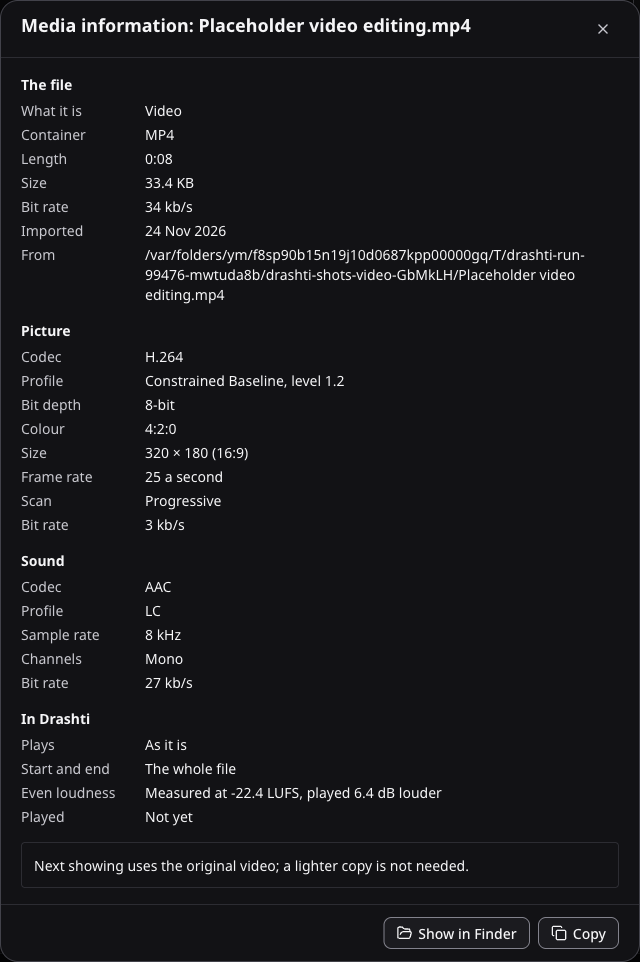 Media information: Placeholder video editing.mp4
The file
What it is Video
Container MP4
Length 0:08
Size 33.4 KB
Bit rate 34 kb/s
Imported 24 Nov 2026
From /var/folders/ym/f8sp90b15n19j10d0687kpp00000gq/T/drashti-run-
99476-mwtuda8b/drashti-shots-video-GbMkLH/Placeholder video
editing.mp4
Picture
Codec H.264
Profile Constrained Baseline, level 1.2
Bit depth 8-bit
Colour 4:2:0
Size 320 × 180 (16:9)
Frame rate 25 a second
Scan Progressive
Bit rate 3 kb/s
Sound
Codec AAC
Profile LC
Sample rate 8 kHz
Channels Mono
Bit rate 27 kb/s
In Drashti
Plays As it is
Start and end The whole file
Even loudness Measured at -22.4 LUFS, played 6.4 dB louder
Played Not yet
Next showing uses the original video; a lighter copy is not needed.
Show in Finder Copy